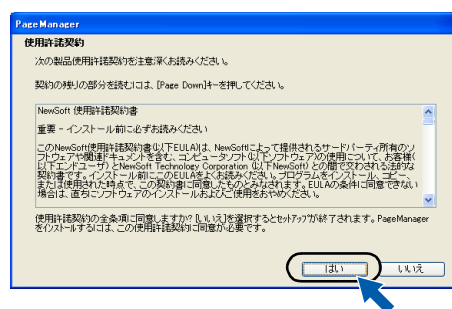 PageManager
使用許諾契約
次の製品使用許諾契約を注意深くお読みください。
契約の残りの部分を読むには、[Page Down]キーを押してください。
NewSoft 使用許諾契約書
重要 - インストール前に必ずお読みください
このNewSoft使用許諾契約書(以下EULA)は、NewSoftによって提供されるサードパーティ所有のソ
フトウェアや関連ドキュメントを含む、コンピュータソフト(以下ソフトウェア)の使用について、お客様(
以下エンドユーザ)とNewSoft Technology Corporation (以下NewSoft) との間で交わされる法的な
契約書です。インストール前にこのEULAをよくお読みください。プログラムをインストール、コピー、
または使用された時点で、この契約書に同意したものとみなされます。EULAの条件に同意できない
場合は、直ちにソフトウェアのインストールおよびご使用をおやめください。
使用許諾契約の全条項に同意しますか? [いいえ]を選択するとセットアップが終了されます。PageManager
をインストールするには、この使用許諾契約に同意が必要です。
はい
いいえ